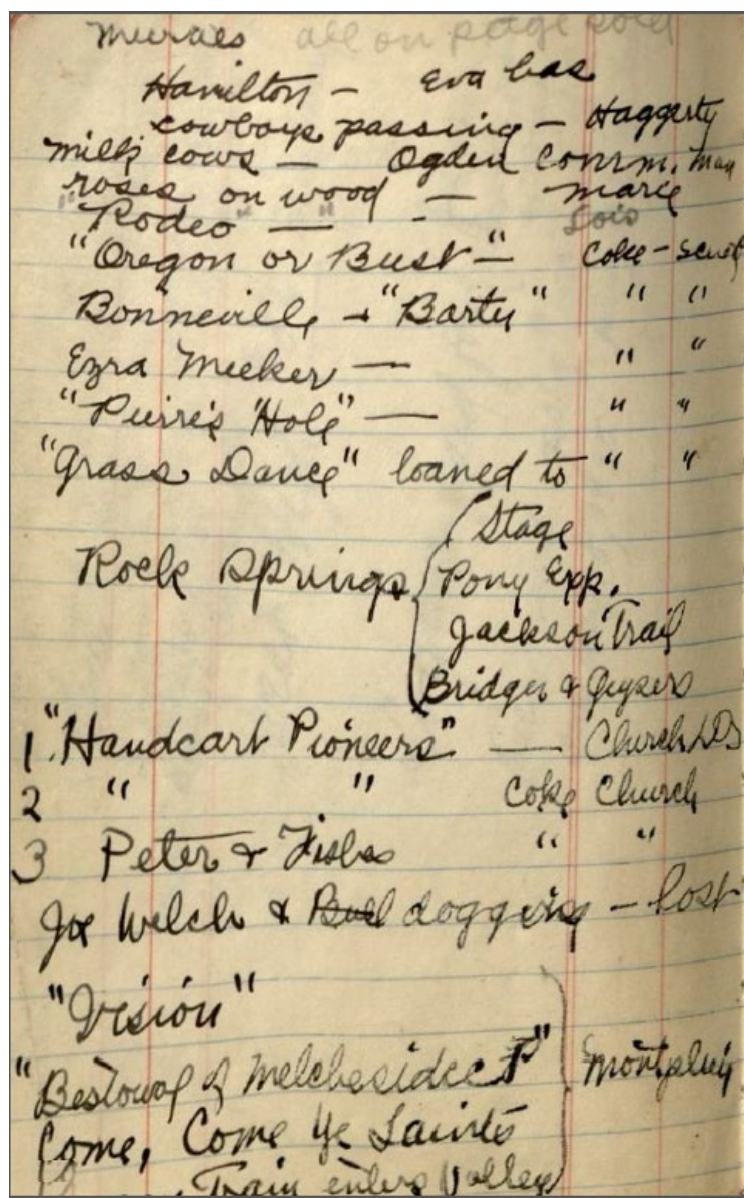 Murals all on page sold
Hamilton - Eva has
cowboys passing - Haggerty
milk cows - Ogden Comm. Man
roses on wood - marie
"Rodeo" - Lois
"Oregon or Bust" - Coke -
Bonneville - "Barty" " "
Ezra Meeker - " "
"Pierre's Hole" - " "
"Grass Dance" loaned to " "
Stage
Rock Springs Pony Exp.
Jackson Trail
Bridger & Geysers
1 "Handcart Pioneers" - Church LDS
2 " " Coke Church
3 Peter & Fishes " "
Joe Welch & Bull dogging - lost
"Vision"
"Bestowal of Melchesidec P" Montpelier
Come, Come Ye Saints
Train enters Valley